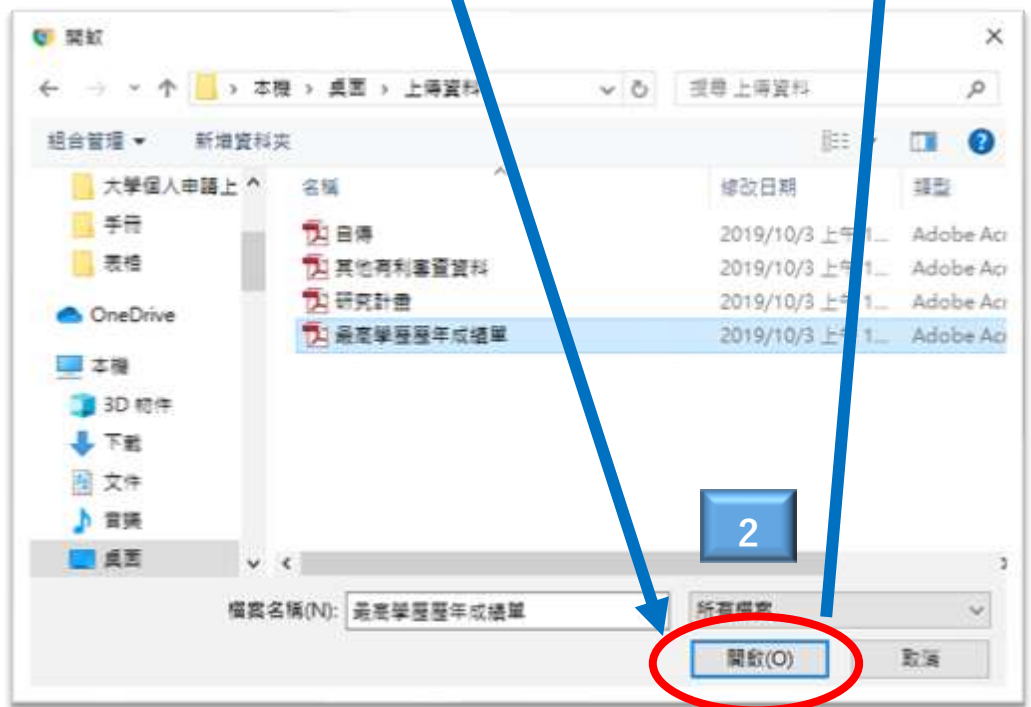 開啟
本機 › 桌面 › 上傳資料
搜尋 上傳資料
組合管理
新增資料夾
名稱
修改日期
類型
大學個人申請上
手冊
表格
OneDrive
本機
3D 物件
下載
文件
音樂
桌面
自傳
2019/10/3 上午 1...
Adobe Acr
其他有利審查資料
2019/10/3 上午 1...
Adobe Acr
研究計畫
2019/10/3 上午 1...
Adobe Acr
最高學歷歷年成績單
2019/10/3 上午 1...
Adobe Acr
2
檔案名稱(N):
最高學歷歷年成績單
所有檔案
開啟(O)
取消